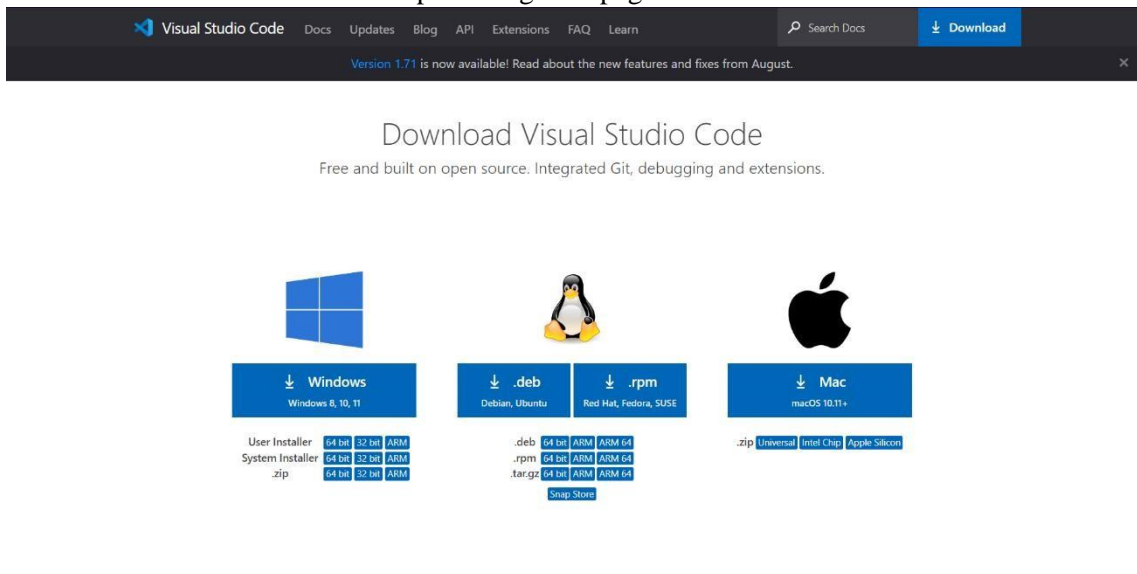 Visual Studio Code Docs Updates Blog API Extensions FAQ Learn Search Docs Download
Version 1.71 is now available! Read about the new features and fixes from August.
Download Visual Studio Code
Free and built on open source. Integrated Git, debugging and extensions.
Windows
Windows 8, 10, 11
User Installer 64 bit 32 bit ARM
System Installer 64 bit 32 bit ARM
.zip 64 bit 32 bit ARM
.deb
Debian, Ubuntu
.rpm
Red Hat, Fedora, SUSE
.deb 64 bit ARM ARM 64
.rpm 64 bit ARM ARM 64
.tar.gz 64 bit ARM ARM 64
Snap Store
Mac
macOS 10.11+
.zip Universal Intel Chip Apple Silicon